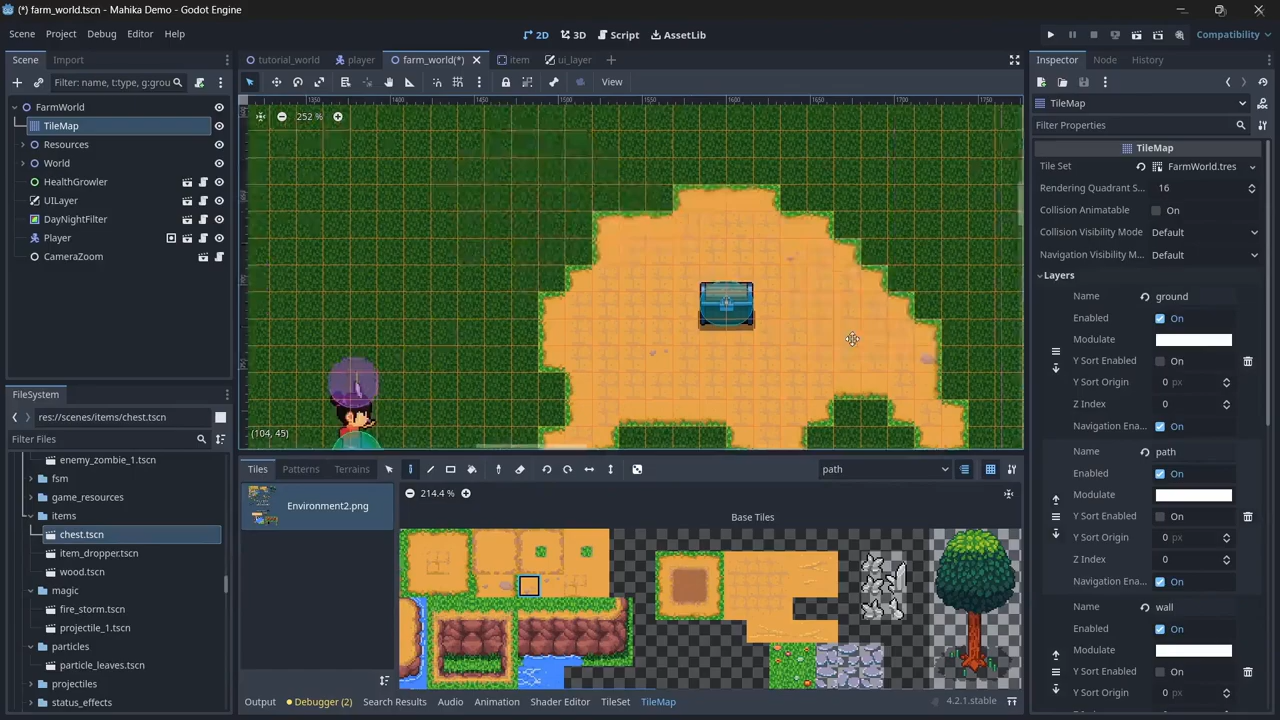 (*) farm_world.tscn - Mahika Demo - Godot Engine
Scene Project Debug Editor Help
2D 3D Script AssetLib
Compatibility
Scene Import
tutorial_world player farm_world(*) item ui_layer
Inspector Node History
Filter: name, t:type, g:grou
View
TileMap
Filter Properties
FarmWorld
TileMap
Resources
World
HealthGrowler
UILayer
DayNightFilter
Player
CameraZoom
1350 1400 1500 1600 1700 1750
252 %
(104, 45)
TileMap
Tile Set FarmWorld.tres
Rendering Quadrant S... 16
Collision Animatable On
Collision Visibility Mode Default
Navigation Visibility M... Default
Layers
Name ground
Enabled On
Modulate
Y Sort Enabled On
Y Sort Origin 0 px
Z Index 0
Navigation Ena... On
Name path
Enabled On
Modulate
Y Sort Enabled On
Y Sort Origin 0 px
Z Index 0
Navigation Ena... On
Name wall
Enabled On
Modulate
Y Sort Enabled On
Y Sort Origin 0 px
FileSystem
res://scenes/items/chest.tscn
Filter Files
enemy_zombie_1.tscn
fsm
game_resources
items
chest.tscn
item_dropper.tscn
wood.tscn
magic
fire_storm.tscn
projectile_1.tscn
particles
particle_leaves.tscn
projectiles
status_effects
Tiles Patterns Terrains
path
Environment2.png
214.4 %
Base Tiles
Output Debugger (2) Search Results Audio Animation Shader Editor TileSet TileMap
4.2.1.stable